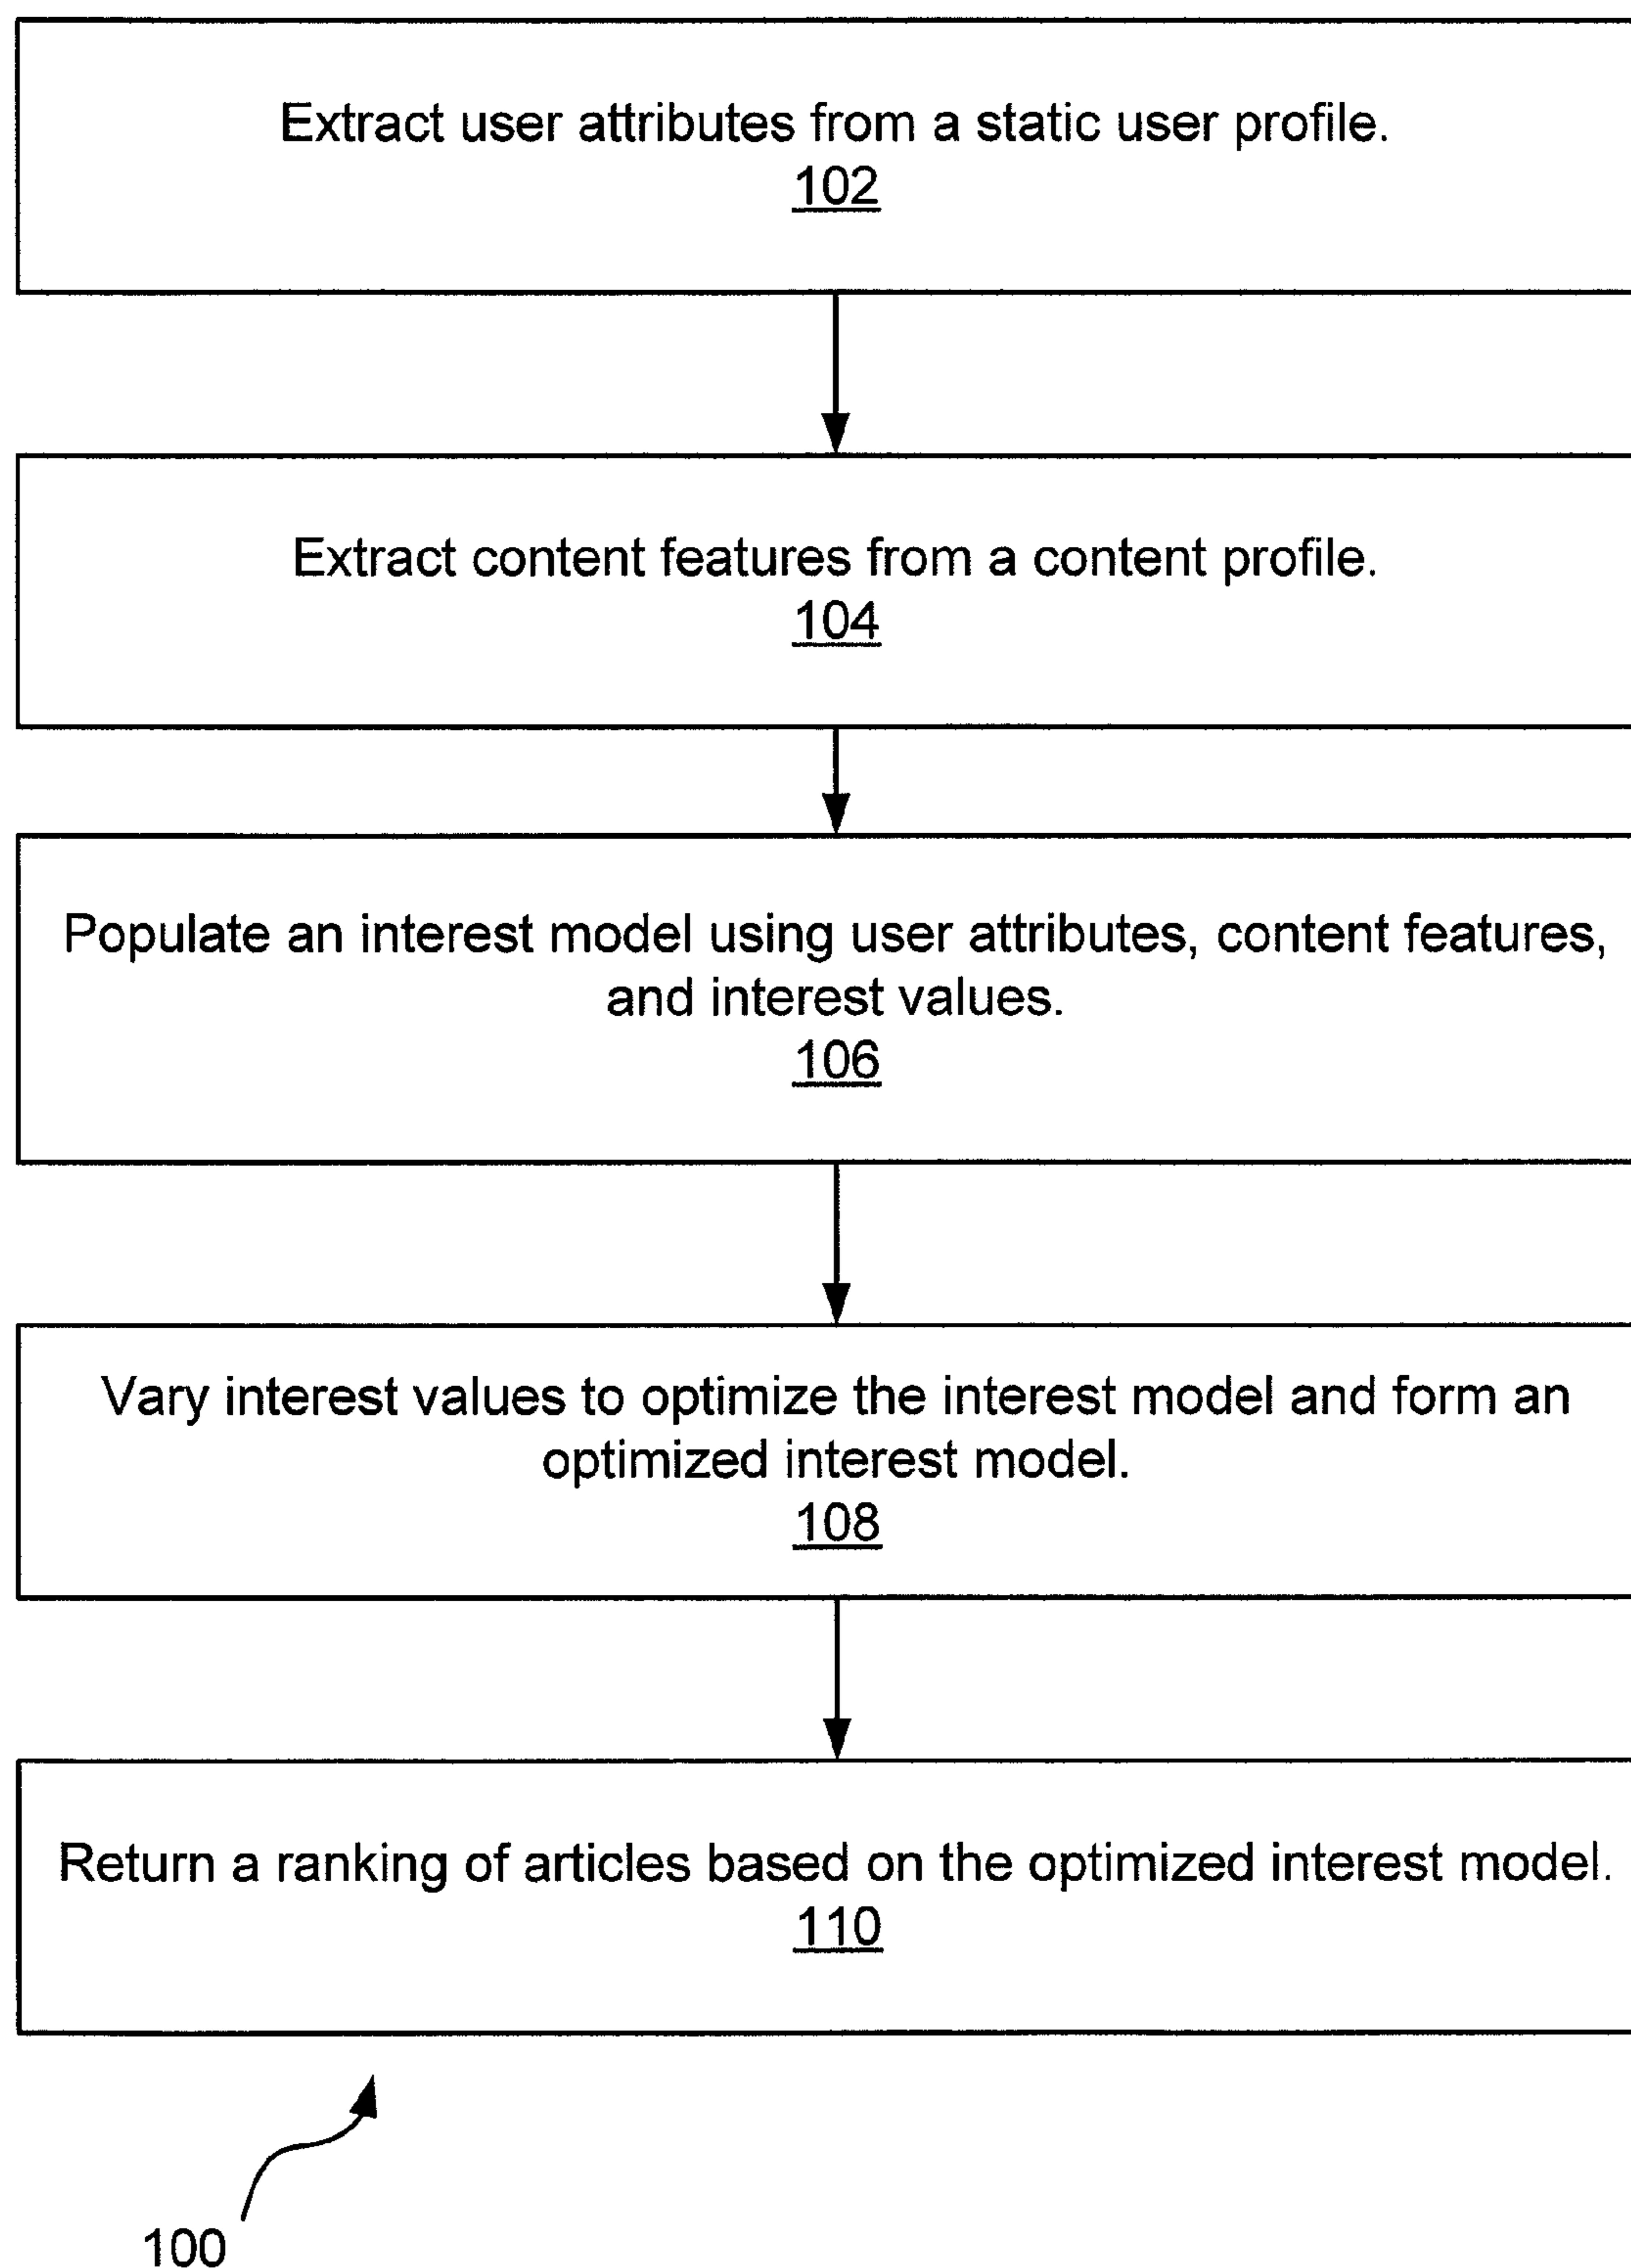 Extract user attributes from a static user profile.
102
Extract content features from a content profile.
104
Populate an interest model using user attributes, content features,
and interest values.
106
Vary interest values to optimize the interest model and form an
optimized interest model.
108
Return a ranking of articles based on the optimized interest model.
110
100